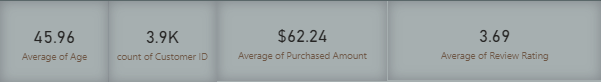 45.96
Average of Age
3.9K
count of Customer ID
$62.24
Average of Purchased Amount
3.69
Average of Review Rating